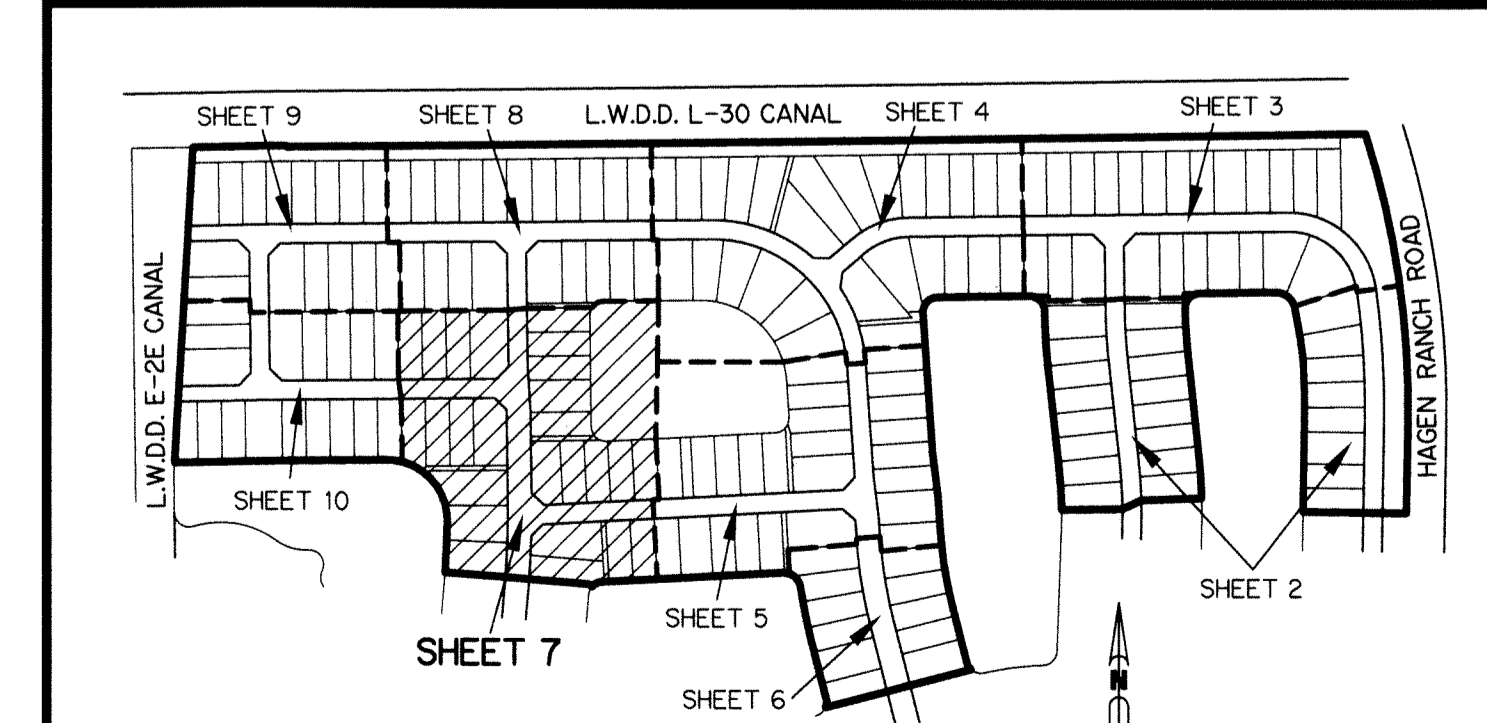 SHEET 9
SHEET 8
L.W.D.D. L-30 CANAL
SHEET 4
SHEET 3
L.W.D.D. E-2E CANAL
HAGEN RANCH ROAD
SHEET 10
SHEET 2
SHEET 5
SHEET 7
SHEET 6
N